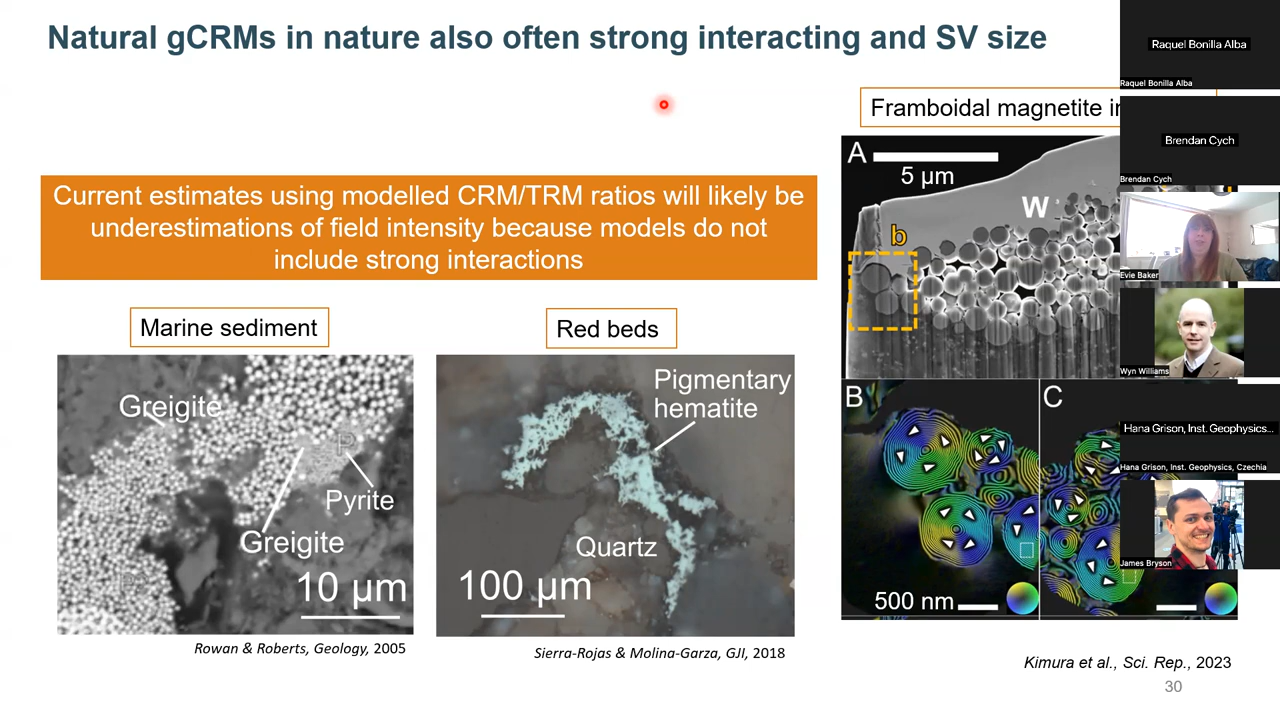 Natural gCRMs in nature also often strong interacting and SV size
Framboidal magnetite in
Current estimates using modelled CRM/TRM ratios will likely be
underestimations of field intensity because models do not
include strong interactions
Marine sediment
Red beds
Greigite
Pyrite
Greigite
10 µm
Rowan & Roberts, Geology, 2005
Pigmentary
hematite
Quartz
100 µm
Sierra-Rojas & Molina-Garza, GJI, 2018
A
5 µm
W
b
B
C
500 nm
Kimura et al., Sci. Rep., 2023
30
Raquel Bonilla Alba
Raquel Bonilla Alba
Brendan Cych
Brendan Cych
Evie Baker
Wyn Williams
Hana Grison, Inst. Geophysics...
Hana Grison, Inst. Geophysics, Czechia
James Bryson